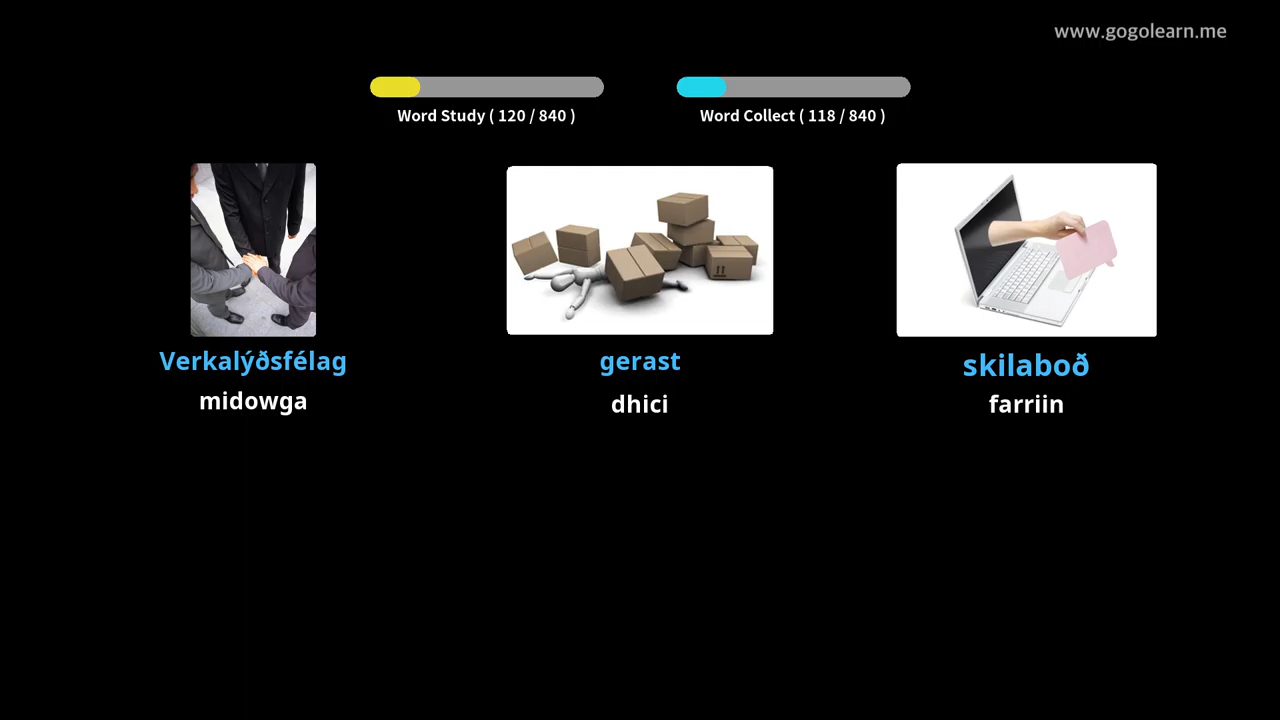 www.gogolearn.me
Word Study ( 120 / 840 )
Word Collect ( 118 / 840 )
Verkalýðsfélag
midowga
gerast
dhici
skilaboð
farriin